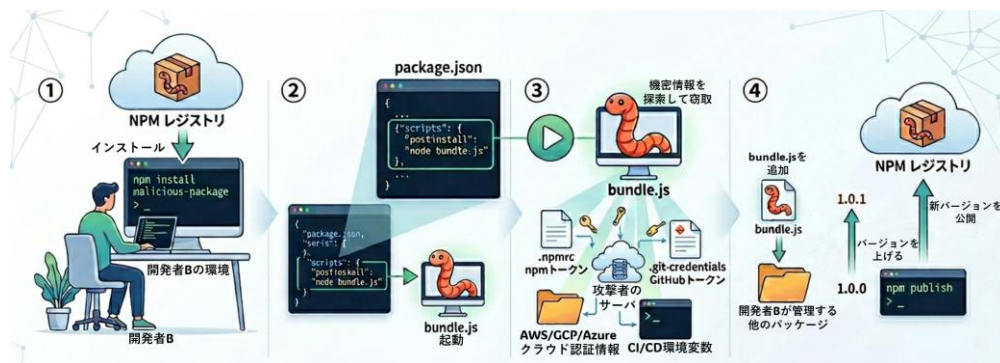 ①
NPM レジストリ
インストール
npm install
malicious-package
> _
開発者Bの環境
開発者B
②
package.json
{
...
{"scripts": {
"postinstall":
"node bundle.js"
},
...
}
{
"package.json,
"seris": {
},
"scripts": {
"postoskall":
"node bundle.js"
}
bundle.js
起動
③
機密情報を
探索して窃取
bundle.js
.npmrc
npmトークン
.git-credentials
GitHubトークン
攻撃者の
サーバ
AWS/GCP/Azure
クラウド認証情報
>_
CI/CD環境変数
④
bundle.jsを
追加
bundle.js
開発者Bが管理する
他のパッケージ
1.0.1
バージョンを
上げる
1.0.0
NPM レジストリ
新バージョンを
公開
npm publish
> _